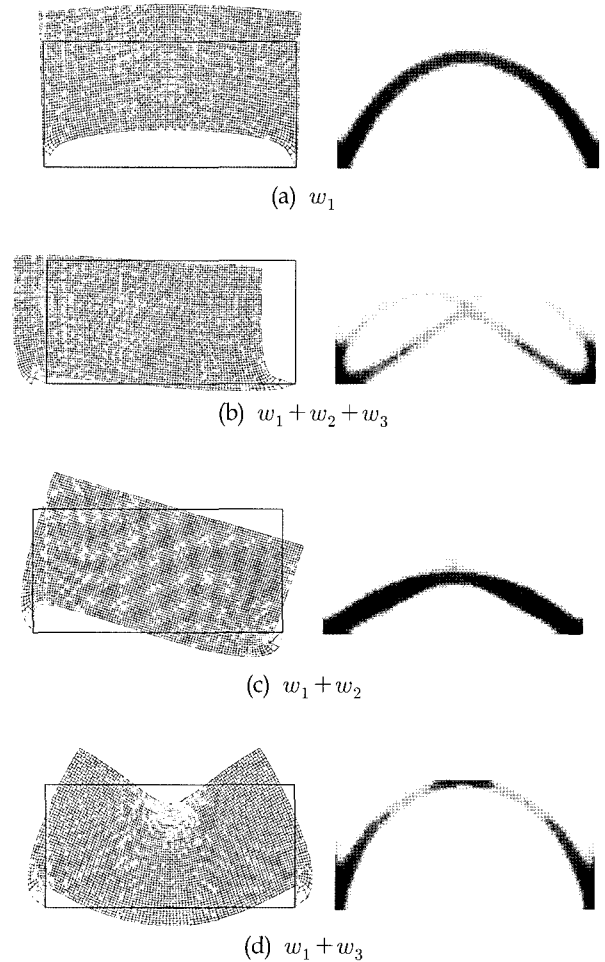 (a) w₁
(b) w₁ + w₂ + w₃
(c) w₁ + w₂
(d) w₁ + w₃